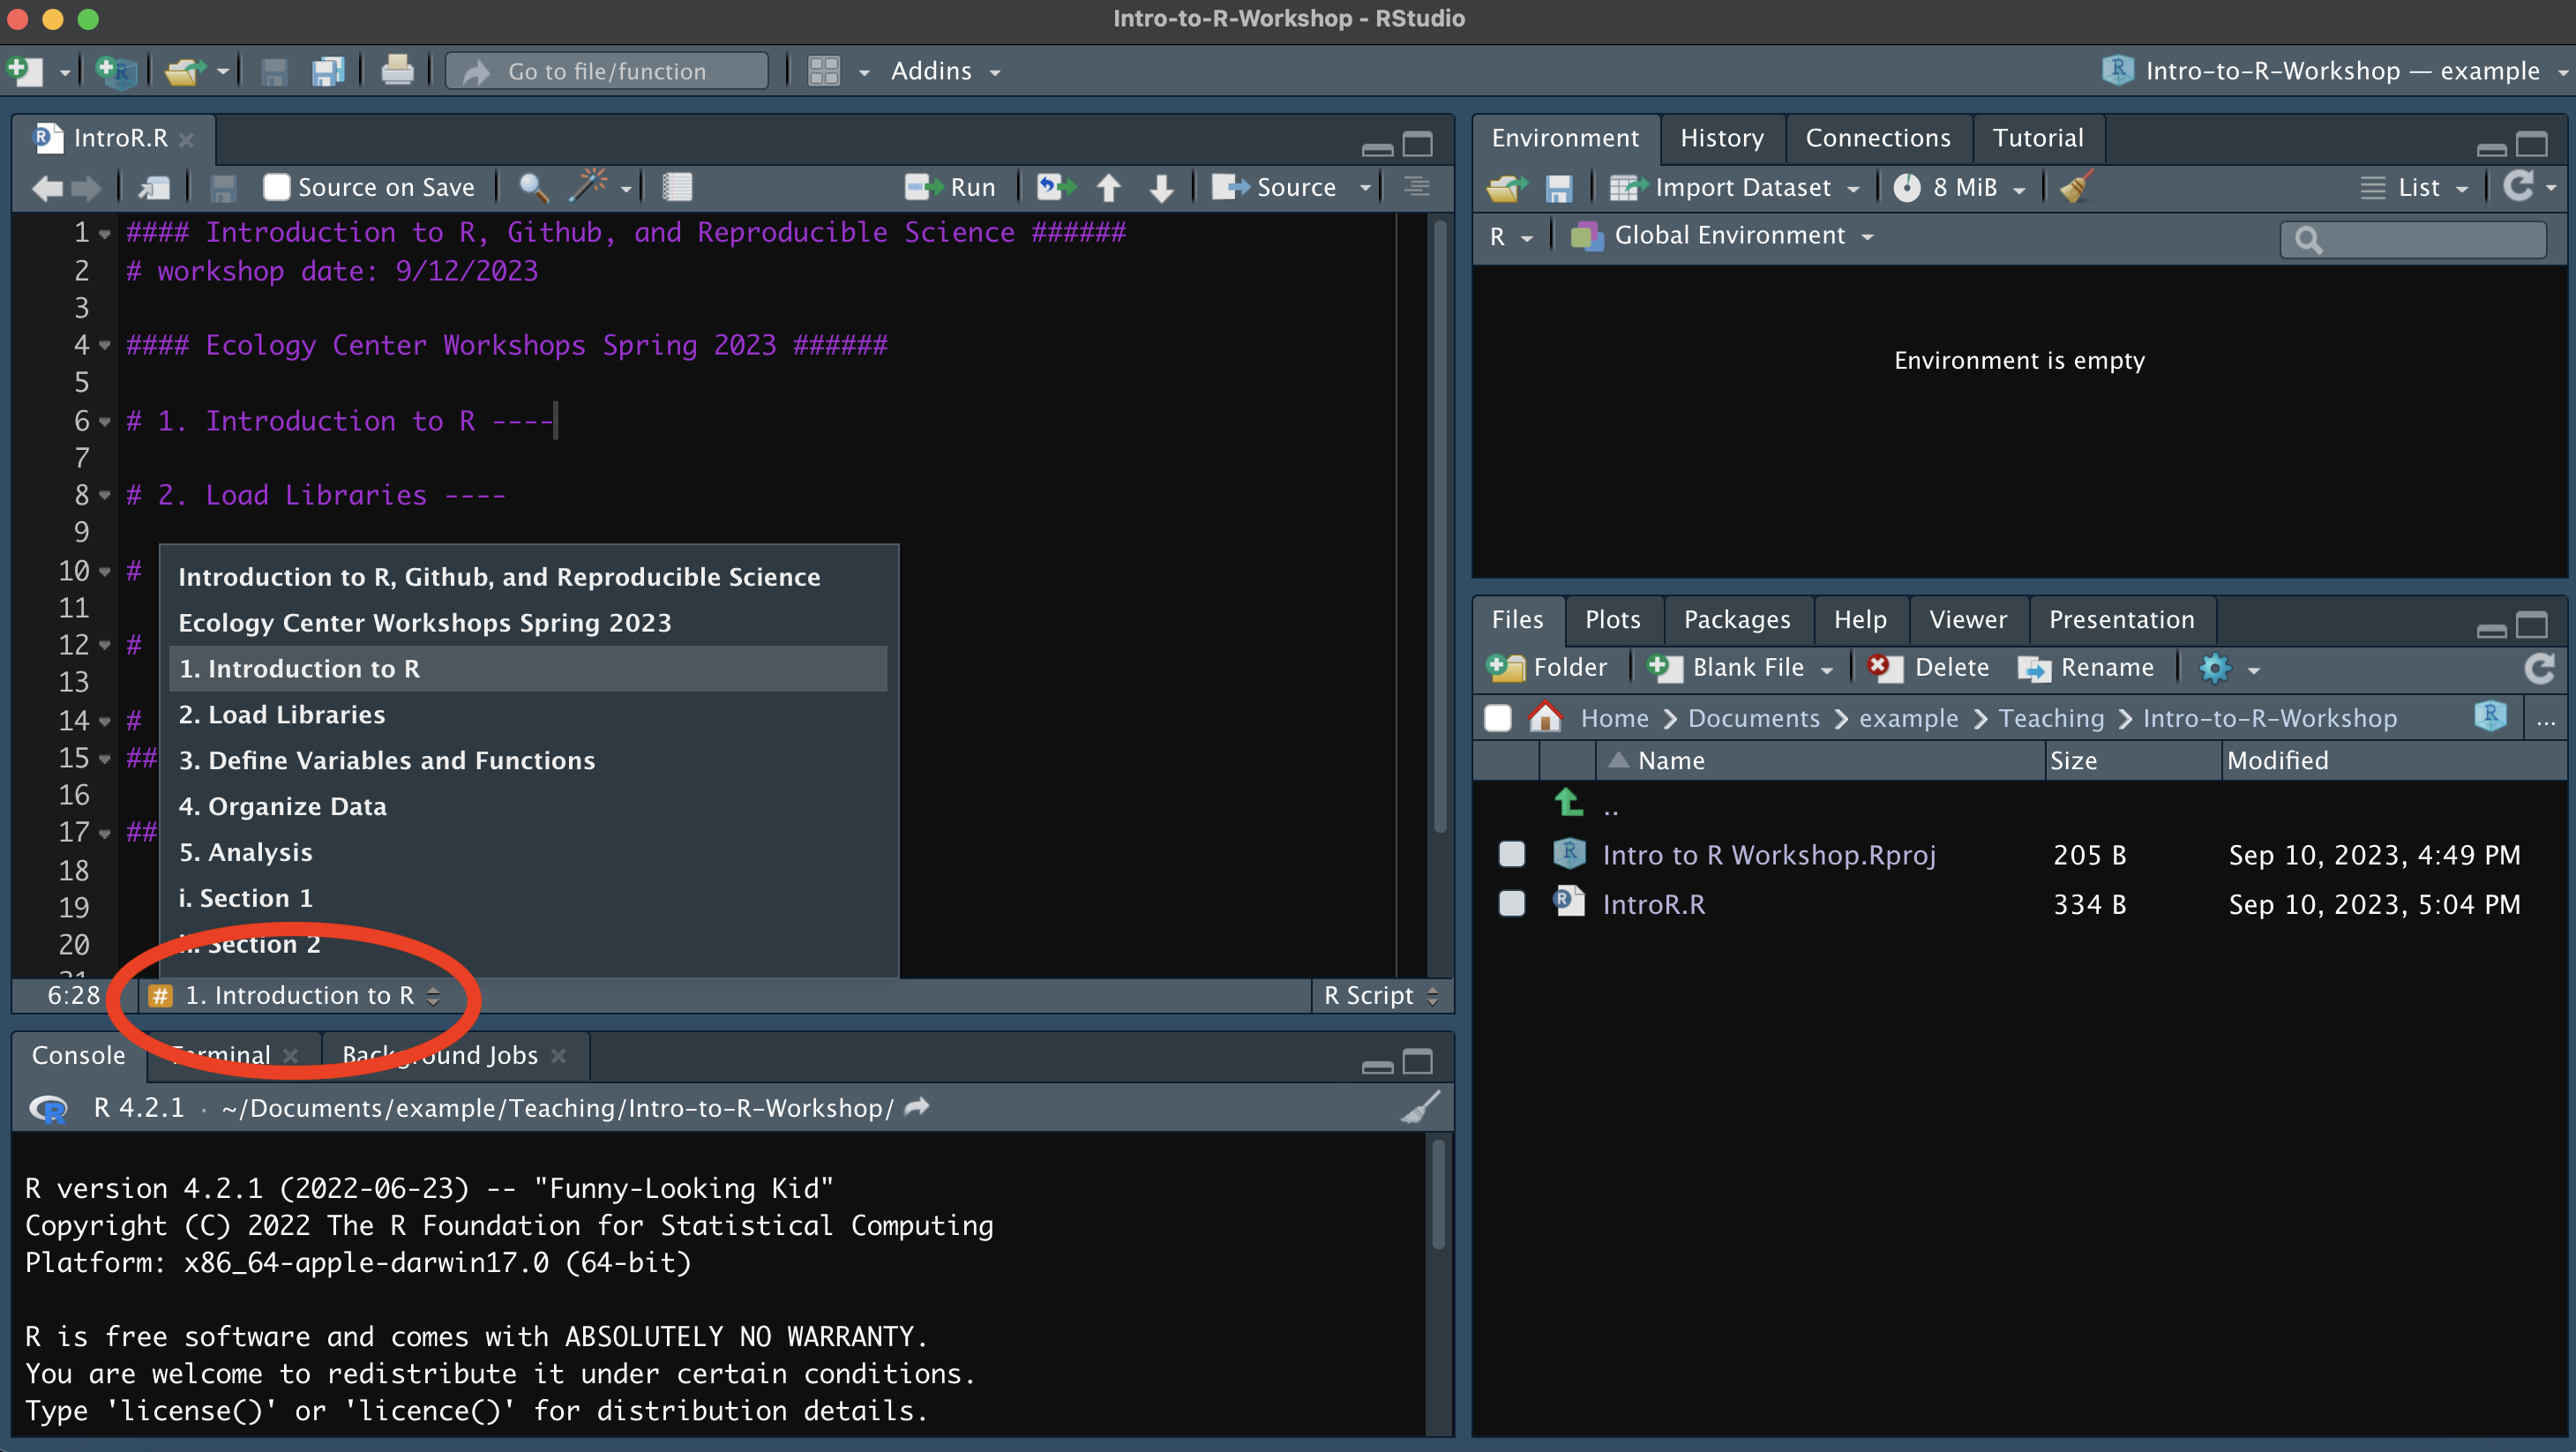 Intro-to-R-Workshop - RStudio
Go to file/function
Addins
Intro-to-R-Workshop — example
IntroR.R
Source on Save
Run
Source
1 #### Introduction to R, Github, and Reproducible Science ######
2 # workshop date: 9/12/2023
3
4 #### Ecology Center Workshops Spring 2023 ######
5
6 # 1. Introduction to R ----
7
8 # 2. Load Libraries ----
9
10 #
11
12 #
13
14 #
15 ##
16
17 ##
18
19
20
21
Introduction to R, Github, and Reproducible Science
Ecology Center Workshops Spring 2023
1. Introduction to R
2. Load Libraries
3. Define Variables and Functions
4. Organize Data
5. Analysis
i. Section 1
ii. Section 2
6:28
# 1. Introduction to R
R Script
Console Terminal Background Jobs
R 4.2.1 · ~/Documents/example/Teaching/Intro-to-R-Workshop/
R version 4.2.1 (2022-06-23) -- "Funny-Looking Kid"
Copyright (C) 2022 The R Foundation for Statistical Computing
Platform: x86_64-apple-darwin17.0 (64-bit)
R is free software and comes with ABSOLUTELY NO WARRANTY.
You are welcome to redistribute it under certain conditions.
Type 'license()' or 'licence()' for distribution details.
Environment History Connections Tutorial
Import Dataset 8 MiB List
R Global Environment
Environment is empty
Files Plots Packages Help Viewer Presentation
Folder Blank File Delete Rename
Home Documents example Teaching Intro-to-R-Workshop ...
Name Size Modified
..
Intro to R Workshop.Rproj 205 B Sep 10, 2023, 4:49 PM
IntroR.R 334 B Sep 10, 2023, 5:04 PM